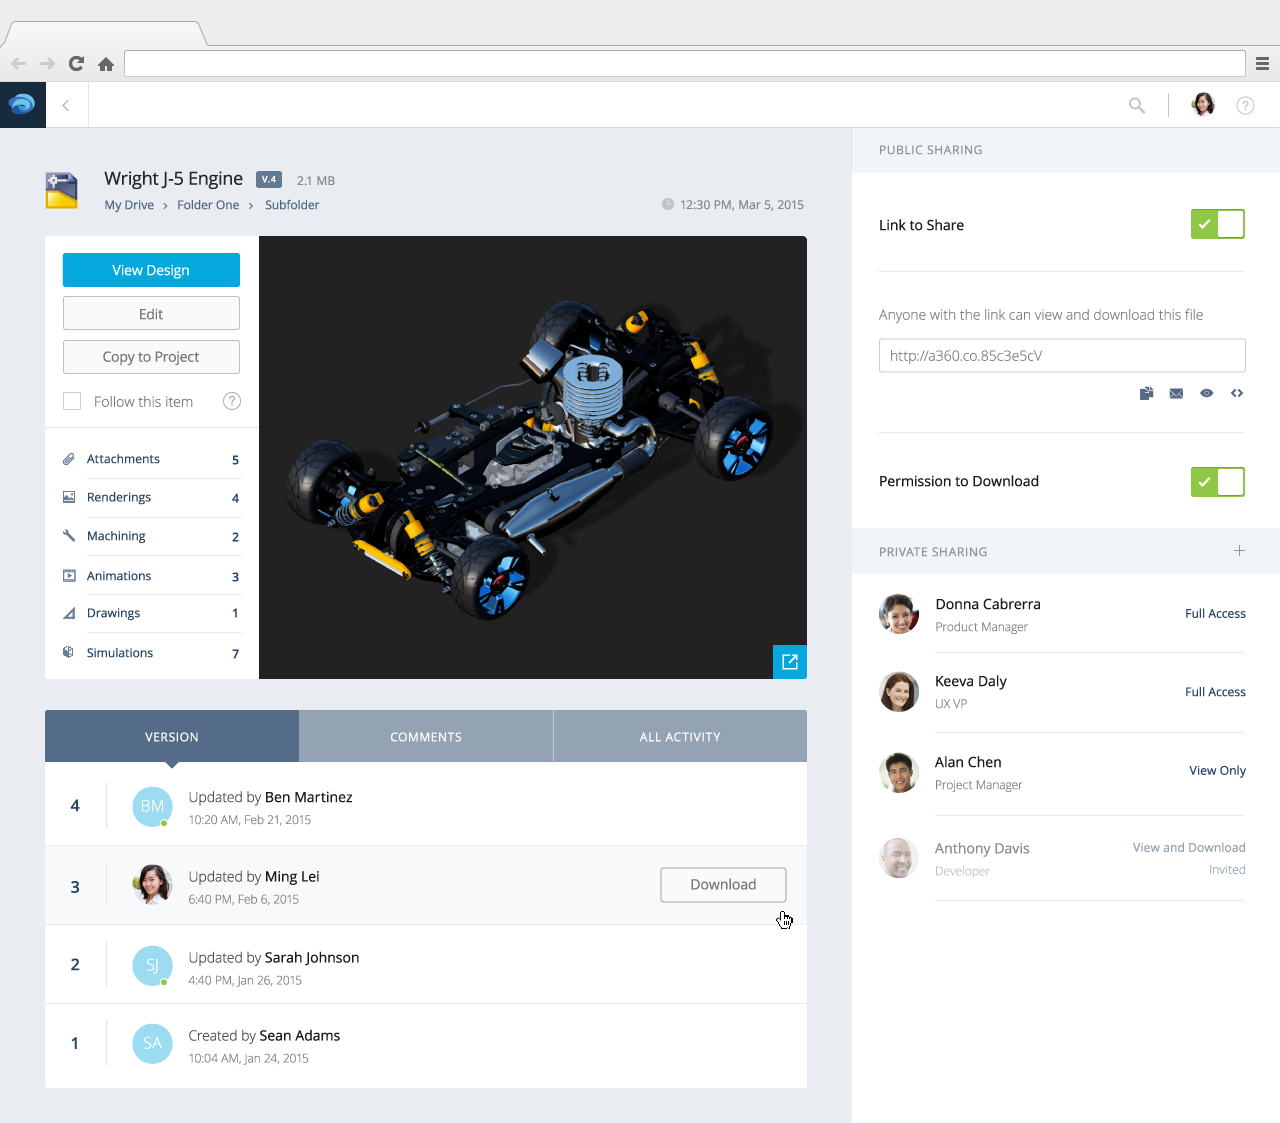 Wright J-5 Engine V.4 2.1 MB
My Drive > Folder One > Subfolder
12:30 PM, Mar 5, 2015
View Design
Edit
Copy to Project
Follow this item ?
Attachments 5
Renderings 4
Machining 2
Animations 3
Drawings 1
Simulations 7
VERSION COMMENTS ALL ACTIVITY
4 BM Updated by Ben Martinez
10:20 AM, Feb 21, 2015
3 Updated by Ming Lei
6:40 PM, Feb 6, 2015
Download
2 SJ Updated by Sarah Johnson
4:40 PM, Jan 26, 2015
1 SA Created by Sean Adams
10:04 AM, Jan 24, 2015
?
PUBLIC SHARING
Link to Share
Anyone with the link can view and download this file
http://a360.co.85c3e5cV
Permission to Download
PRIVATE SHARING +
Donna Cabrerra
Product Manager
Full Access
Keeva Daly
UX VP
Full Access
Alan Chen
Project Manager
View Only
Anthony Davis
Developer
View and Download
Invited